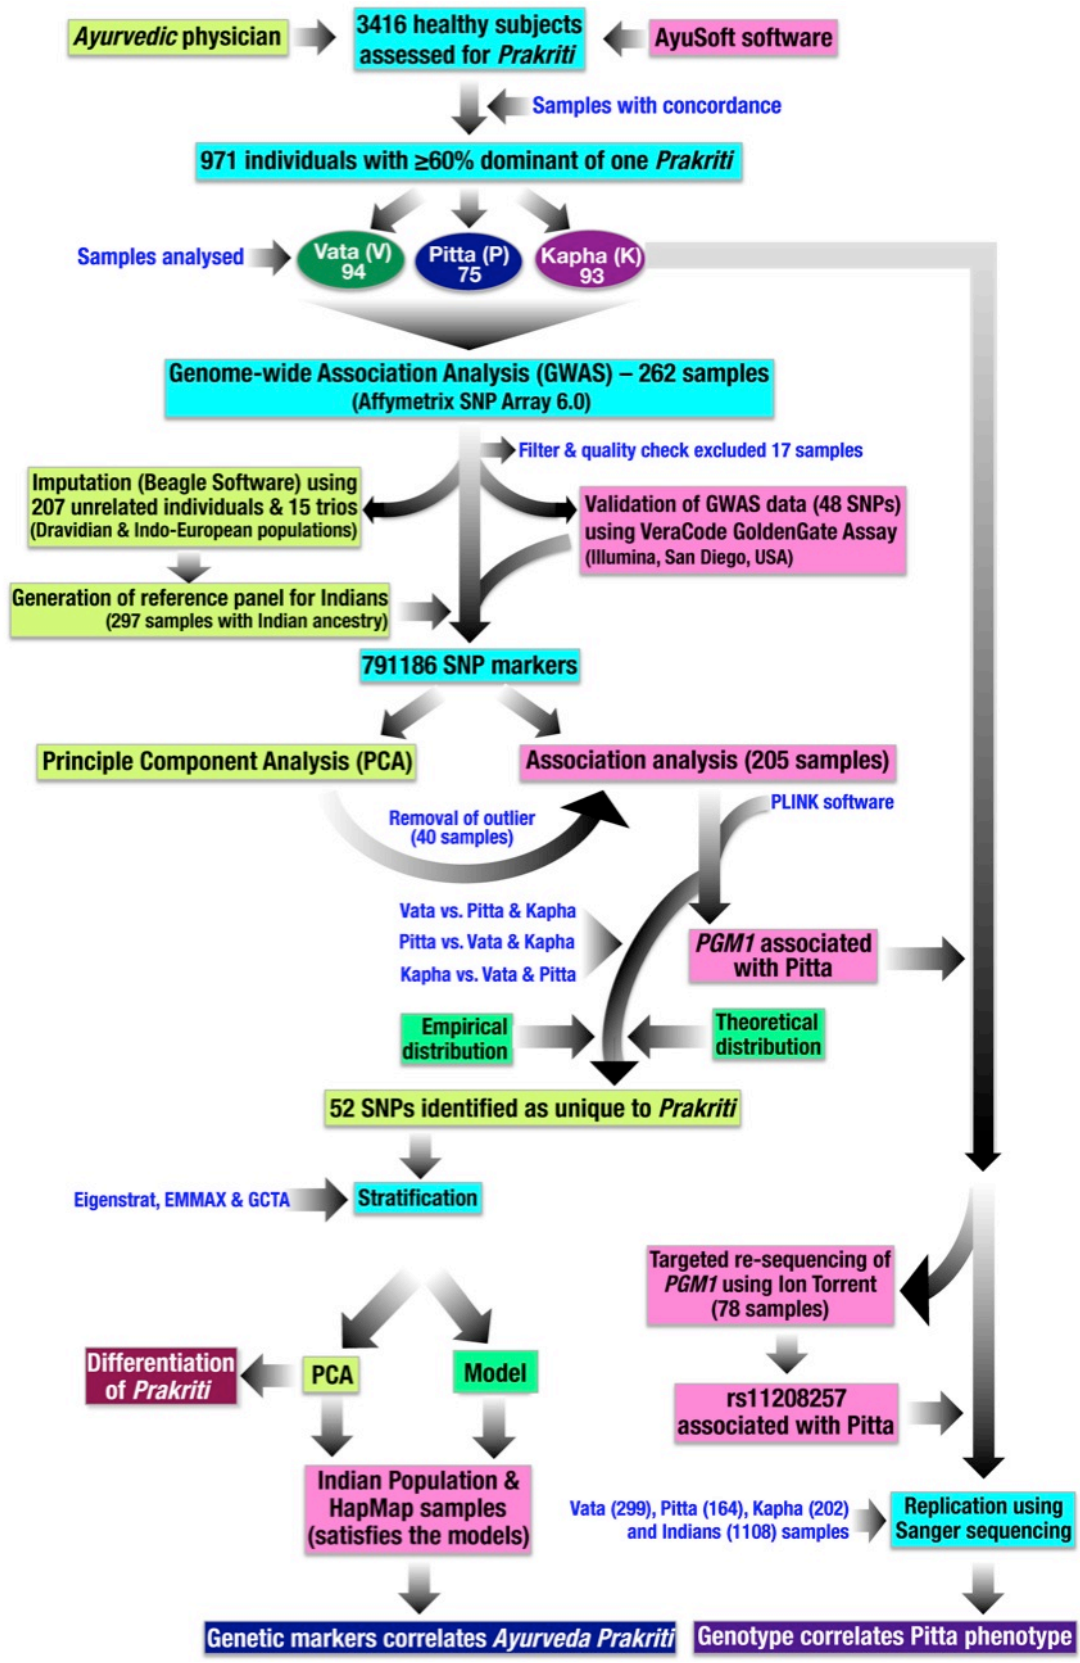 Ayurvedic physician
3416 healthy subjects
assessed for Prakriti
AyuSoft software
Samples with concordance
971 individuals with ≥60% dominant of one Prakriti
Samples analysed
Vata (V)
94
Pitta (P)
75
Kapha (K)
93
Genome-wide Association Analysis (GWAS) – 262 samples
(Affymetrix SNP Array 6.0)
Filter & quality check excluded 17 samples
Imputation (Beagle Software) using
207 unrelated individuals & 15 trios
(Dravidian & Indo-European populations)
Validation of GWAS data (48 SNPs)
using VeraCode GoldenGate Assay
(Illumina, San Diego, USA)
Generation of reference panel for Indians
(297 samples with Indian ancestry)
791186 SNP markers
Principle Component Analysis (PCA)
Association analysis (205 samples)
Removal of outlier
(40 samples)
PLINK software
Vata vs. Pitta & Kapha
Pitta vs. Vata & Kapha
Kapha vs. Vata & Pitta
PGM1 associated
with Pitta
Empirical
distribution
Theoretical
distribution
52 SNPs identified as unique to Prakriti
Eigenstrat, EMMAX & GCTA
Stratification
Targeted re-sequencing of
PGM1 using Ion Torrent
(78 samples)
Differentiation
of Prakriti
PCA
Model
rs11208257
associated with Pitta
Indian Population &
HapMap samples
(satisfies the models)
Vata (299), Pitta (164), Kapha (202)
and Indians (1108) samples
Replication using
Sanger sequencing
Genetic markers correlates Ayurveda Prakriti
Genotype correlates Pitta phenotype